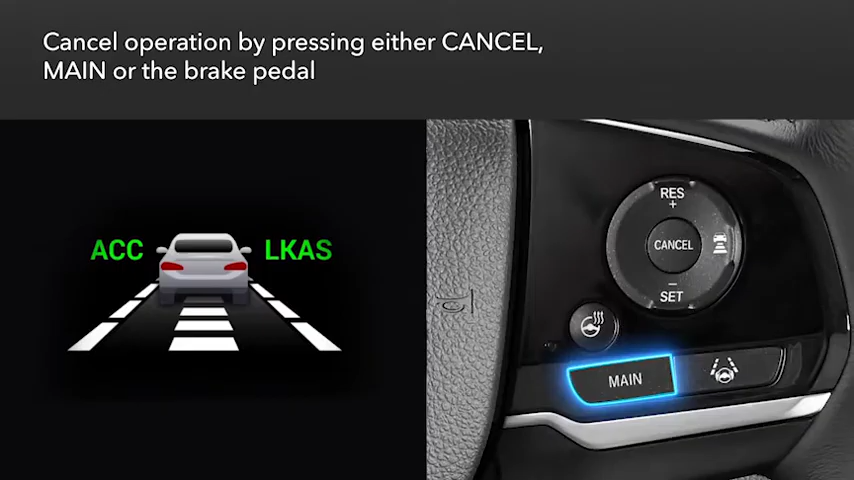 Cancel operation by pressing either CANCEL,
MAIN or the brake pedal
ACC
LKAS
RES
+
CANCEL
−
SET
MAIN